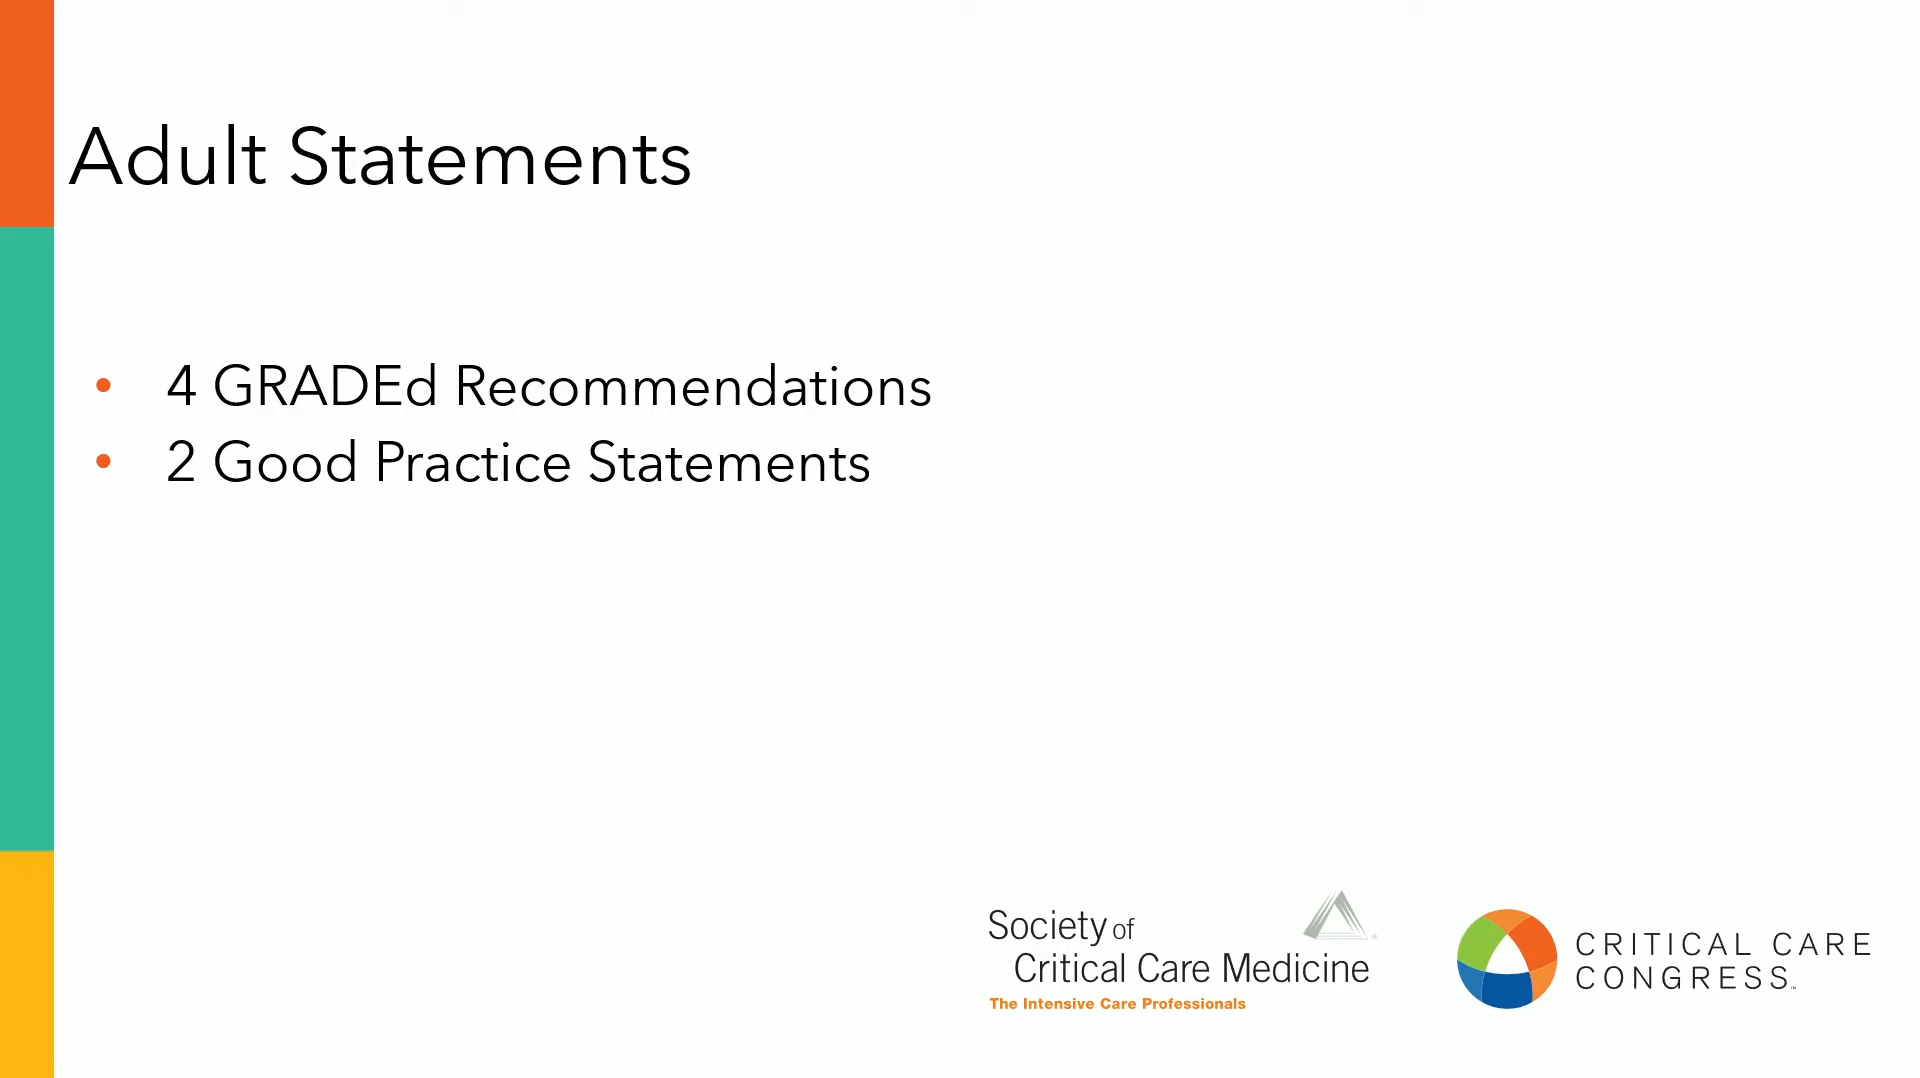 Adult Statements
• 4 GRADEd Recommendations
• 2 Good Practice Statements
Society of
Critical Care Medicine
The Intensive Care Professionals
CRITICAL CARE
CONGRESS™